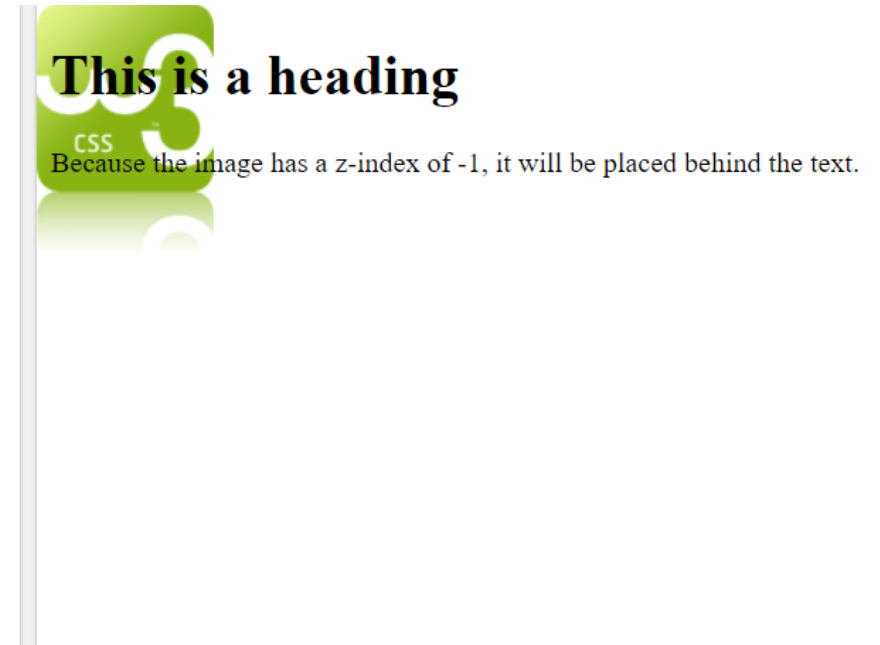 This is a heading
CSS
Because the image has a z-index of -1, it will be placed behind the text.